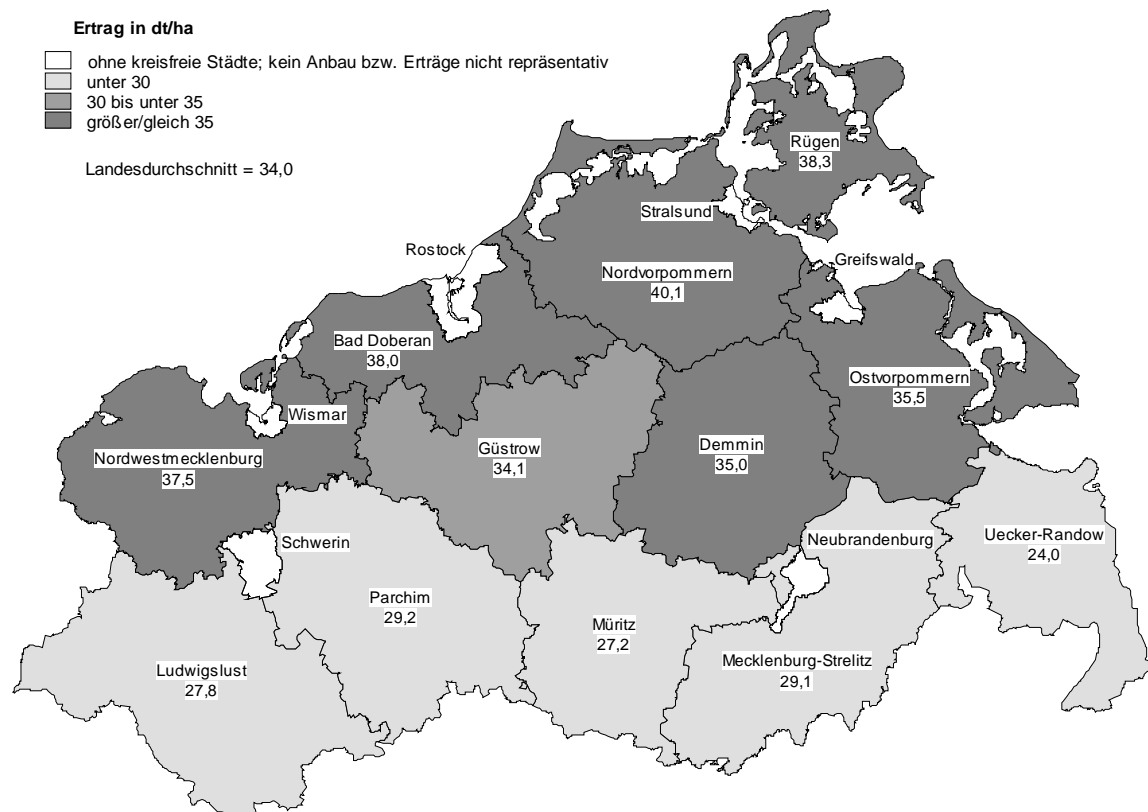 Ertrag in dt/ha
ohne kreisfreie Städte; kein Anbau bzw. Erträge nicht repräsentativ
unter 30
30 bis unter 35
größer/gleich 35
Landesdurchschnitt = 34,0
Rügen
38,3
Stralsund
Rostock
Greifswald
Nordvorpommern
40,1
Bad Doberan
38,0
Ostvorpommern
35,5
Wismar
Güstrow
34,1
Demmin
35,0
Nordwestmecklenburg
37,5
Schwerin
Neubrandenburg
Uecker-Randow
24,0
Parchim
29,2
Müritz
27,2
Mecklenburg-Strelitz
29,1
Ludwigslust
27,8